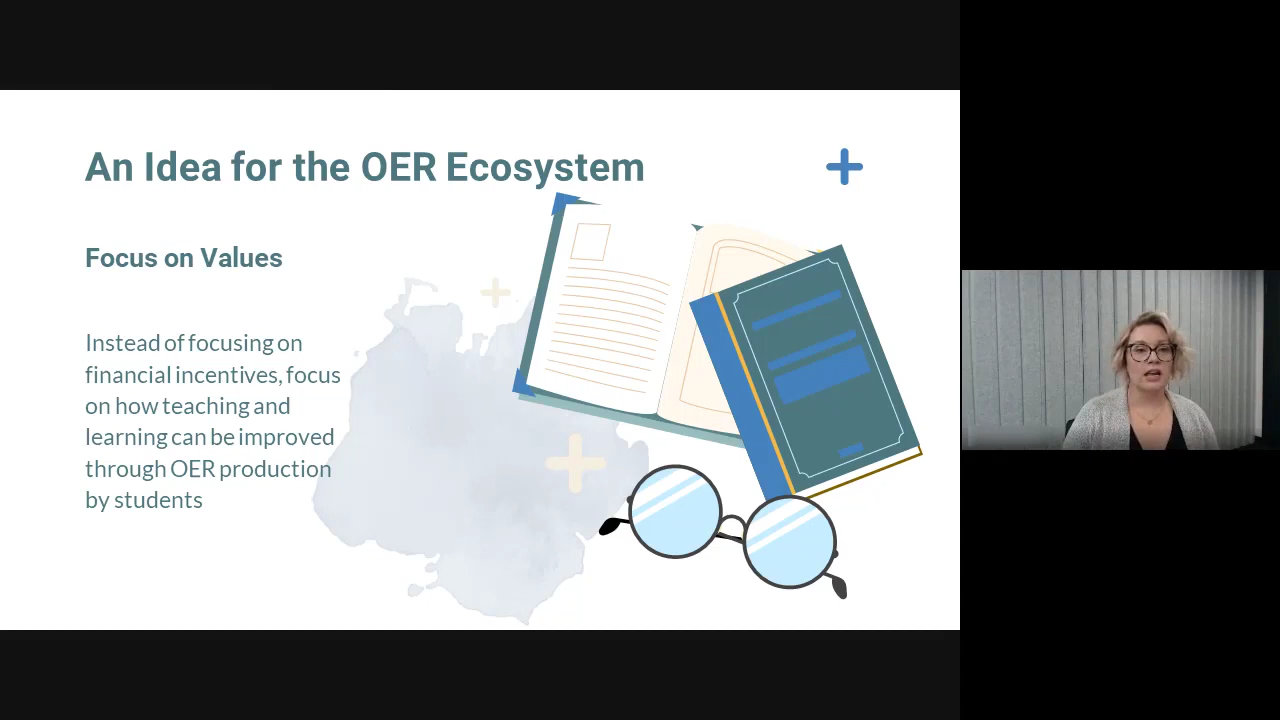 An Idea for the OER Ecosystem
Focus on Values
Instead of focusing on
financial incentives, focus
on how teaching and
learning can be improved
through OER production
by students